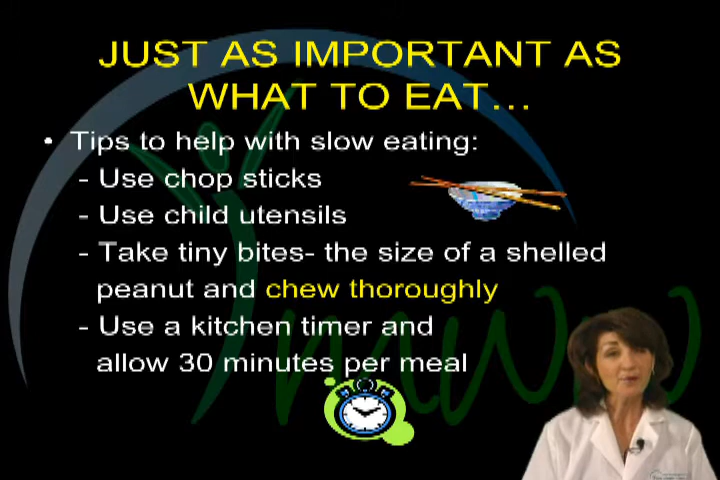 JUST AS IMPORTANT AS
WHAT TO EAT...
• Tips to help with slow eating:
- Use chop sticks
- Use child utensils
- Take tiny bites- the size of a shelled
peanut and chew thoroughly
- Use a kitchen timer and
allow 30 minutes per meal